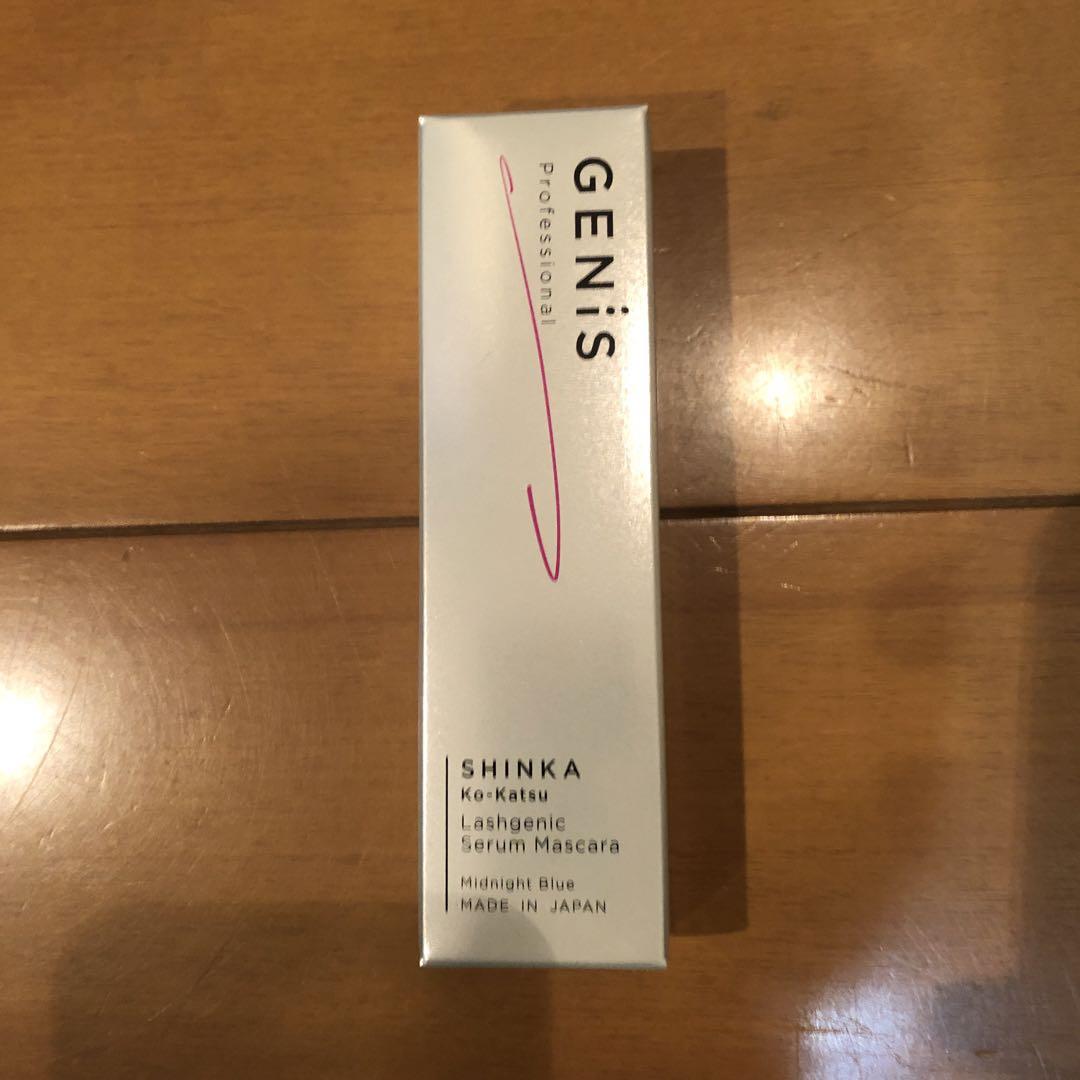 GENiS
Professional
SHINKA
Ko-Katsu
Lashgenic
Serum Mascara
Midnight Blue
MADE IN JAPAN